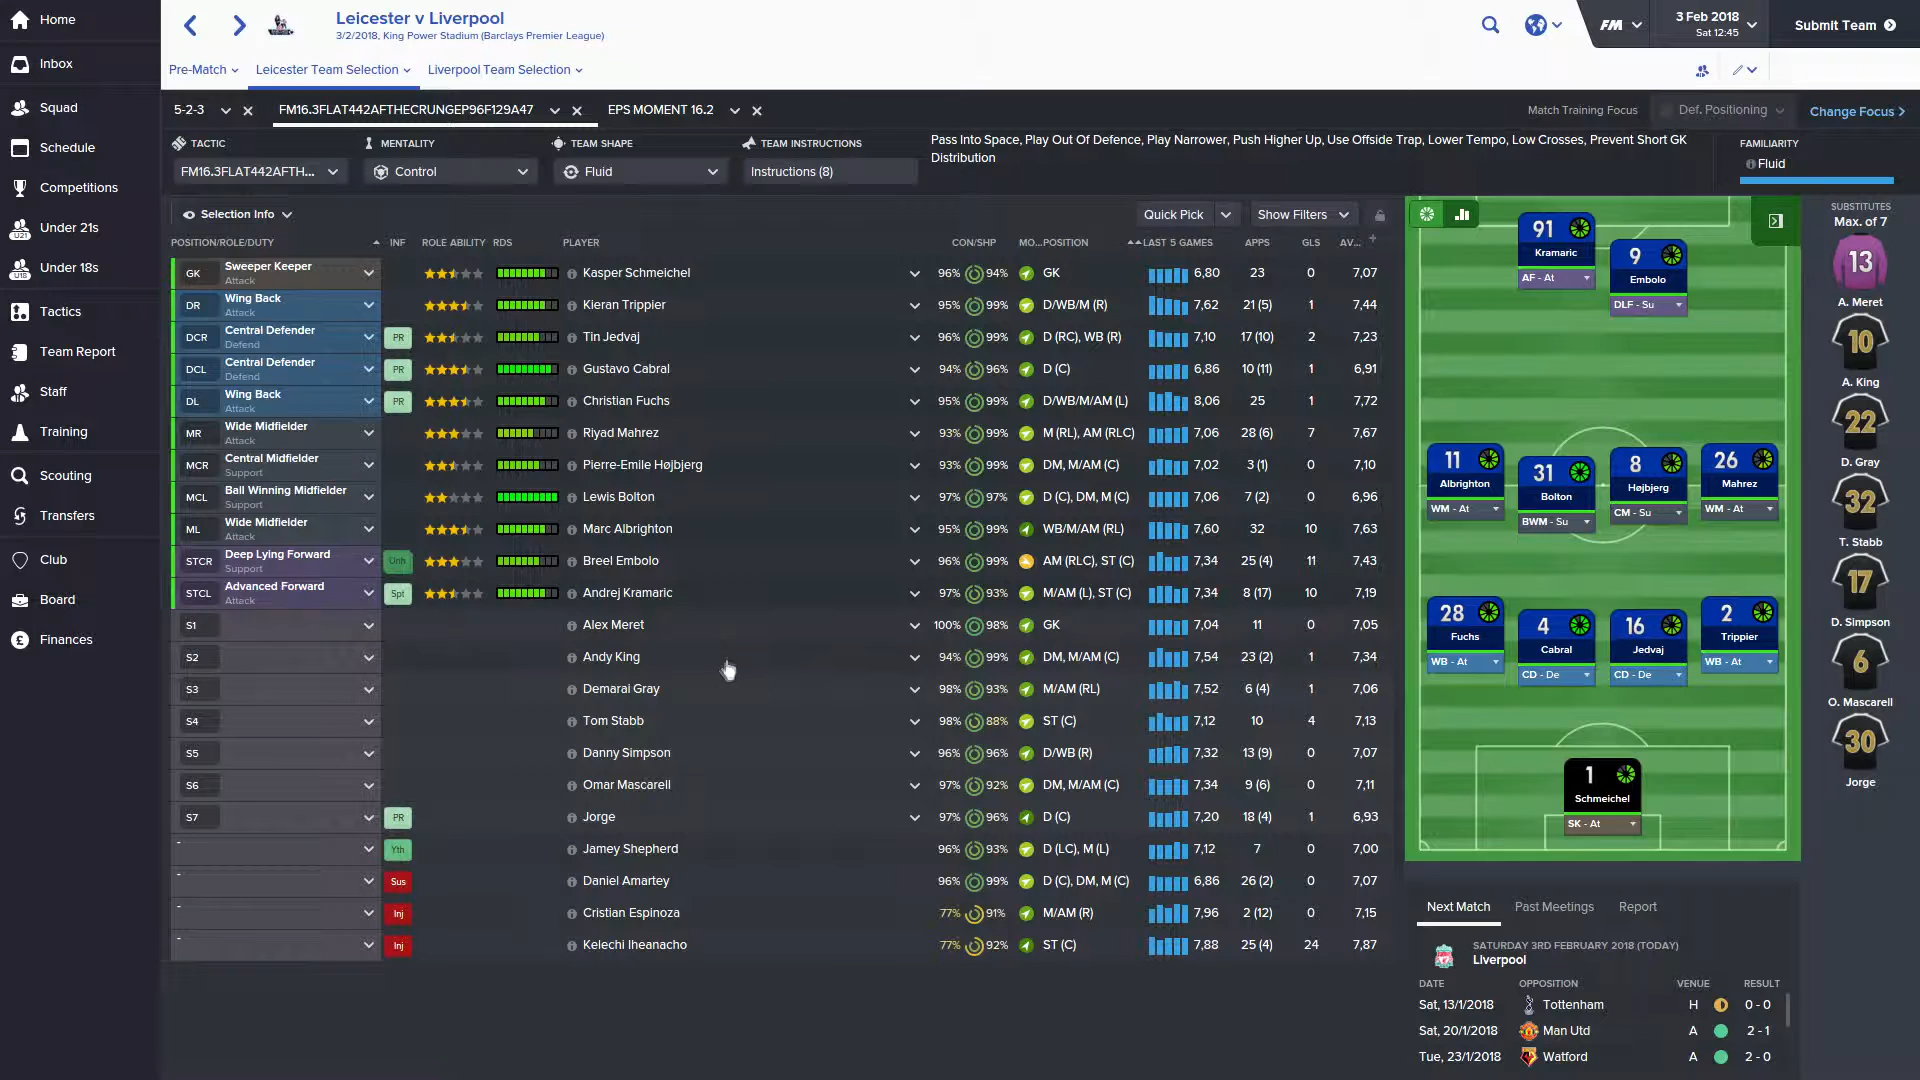 Home
Inbox
Squad
Schedule
Competitions
Under 21s
Under 18s
Tactics
Team Report
Staff
Training
Scouting
Transfers
Club
Board
Finances
Leicester v Liverpool
3/2/2018, King Power Stadium (Barclays Premier League)
FM
3 Feb 2018
Sat 12:45
Submit Team
Pre-Match
Leicester Team Selection
Liverpool Team Selection
5-2-3
FM16.3FLAT442AFTHECRUNGEP96F129A47
EPS MOMENT 16.2
Match Training Focus
Def. Positioning
Change Focus >
TACTIC
MENTALITY
TEAM SHAPE
TEAM INSTRUCTIONS
FM16.3FLAT442AFTH...
Control
Fluid
Instructions (8)
Pass Into Space, Play Out Of Defence, Play Narrower, Push Higher Up, Use Offside Trap, Lower Tempo, Low Crosses, Prevent Short GK
Distribution
FAMILIARITY
Fluid
Selection Info
Quick Pick
Show Filters
POSITION/ROLE/DUTY INF ROLE ABILITY RDS PLAYER CON/SHP MO... POSITION LAST 5 GAMES APPS GLS AV...
GK Sweeper Keeper Attack Kasper Schmeichel 96% 94% GK 6,80 23 0 7,07
DR Wing Back Attack Kieran Trippier 95% 99% D/WB/M (R) 7,62 21 (5) 1 7,44
DCR Central Defender Defend PR Tin Jedvaj 96% 99% D (RC), WB (R) 7,10 17 (10) 2 7,23
DCL Central Defender Defend PR Gustavo Cabral 94% 96% D (C) 6,86 10 (11) 1 6,91
DL Wing Back Attack PR Christian Fuchs 95% 99% D/WB/M/AM (L) 8,06 25 1 7,72
MR Wide Midfielder Attack Riyad Mahrez 93% 99% M (RL), AM (RLC) 7,06 28 (6) 7 7,67
MCR Central Midfielder Support Pierre-Emile Højbjerg 93% 99% DM, M/AM (C) 7,02 3 (1) 0 7,10
MCL Ball Winning Midfielder Support Lewis Bolton 97% 97% D (C), DM, M (C) 7,06 7 (2) 0 6,96
ML Wide Midfielder Attack Marc Albrighton 95% 99% WB/M/AM (RL) 7,60 32 10 7,63
STCR Deep Lying Forward Support Unh Breel Embolo 96% 99% AM (RLC), ST (C) 7,34 25 (4) 11 7,43
STCL Advanced Forward Attack Spt Andrej Kramaric 97% 93% M/AM (L), ST (C) 7,34 8 (17) 10 7,19
S1 Alex Meret 100% 98% GK 7,04 11 0 7,05
S2 Andy King 94% 99% DM, M/AM (C) 7,54 23 (2) 1 7,34
S3 Demarai Gray 98% 93% M/AM (RL) 7,52 6 (4) 1 7,06
S4 Tom Stabb 98% 88% ST (C) 7,12 10 4 7,13
S5 Danny Simpson 96% 96% D/WB (R) 7,32 13 (9) 0 7,07
S6 Omar Mascarell 97% 92% DM, M/AM (C) 7,34 9 (6) 0 7,11
S7 PR Jorge 97% 96% D (C) 7,20 18 (4) 1 6,93
- Yth Jamey Shepherd 96% 93% D (LC), M (L) 7,12 7 0 7,00
- Sus Daniel Amartey 96% 99% D (C), DM, M (C) 6,86 26 (2) 0 7,07
- Inj Cristian Espinoza 77% 91% M/AM (R) 7,96 2 (12) 0 7,15
- Inj Kelechi Iheanacho 77% 92% ST (C) 7,88 25 (4) 24 7,87
91
Kramaric
AF - At
9
Embolo
DLF - Su
11
Albrighton
WM - At
31
Bolton
BWM - Su
8
Højbjerg
CM - Su
26
Mahrez
WM - At
28
Fuchs
WB - At
4
Cabral
CD - De
16
Jedvaj
CD - De
2
Trippier
WB - At
1
Schmeichel
SK - At
SUBSTITUTES
Max. of 7
13
A. Meret
10
A. King
22
D. Gray
32
T. Stabb
17
D. Simpson
6
O. Mascarell
30
Jorge
Next Match
Past Meetings
Report
SATURDAY 3RD FEBRUARY 2018 (TODAY)
Liverpool
DATE OPPOSITION VENUE RESULT
Sat, 13/1/2018 Tottenham H 0 - 0
Sat, 20/1/2018 Man Utd A 2 - 1
Tue, 23/1/2018 Watford A 2 - 0